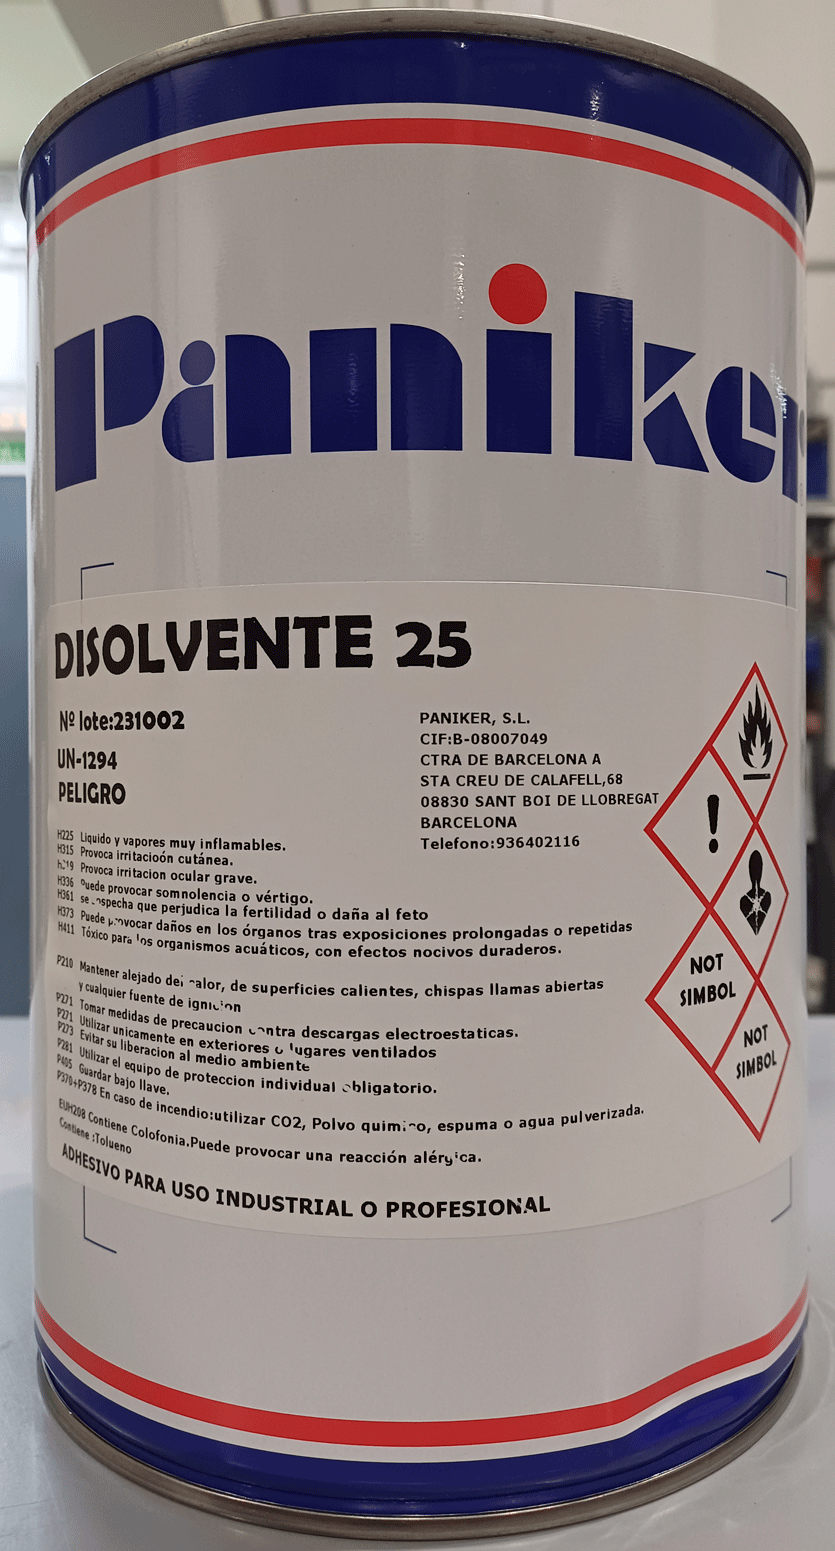 Paniker
DISOLVENTE 25
Nº lote:231002
UN-1294
PELIGRO
PANIKER, S.L.
CIF:B-08007049
CTRA DE BARCELONA A
STA CREU DE CALAFELL,68
08830 SANT BOI DE LLOBREGAT
BARCELONA
Telefono:936402116
H225 Liquido y vapores muy inflamables.
H315 Provoca irritacioón cutánea.
H319 Provoca irritacion ocular grave.
H336 Puede provocar somnolencia o vértigo.
H361 se sospecha que perjudica la fertilidad o daña al feto
H373 Puede provocar daños en los órganos tras exposiciones prolongadas o repetidas
H411 Tóxico para los organismos acuáticos, con efectos nocivos duraderos.
P210 Mantener alejado del calor, de superficies calientes, chispas llamas abiertas
y cualquier fuente de ignicion
P271 Tomar medidas de precaucion contra descargas electroestaticas.
P271 Utilizar unicamente en exteriores o lugares ventilados
P273 Evitar su liberacion al medio ambiente
P281 Utilizar el equipo de proteccion individual obligatorio.
P405 Guardar bajo llave.
P370+P378 En caso de incendio:utilizar CO2, Polvo quimico, espuma o agua pulverizada.
EUH208 Contiene Colofonia.Puede provocar una reacción alérgica.
Contiene :Tolueno
ADHESIVO PARA USO INDUSTRIAL O PROFESIONAL
NOT
SIMBOL
NOT
SIMBOL